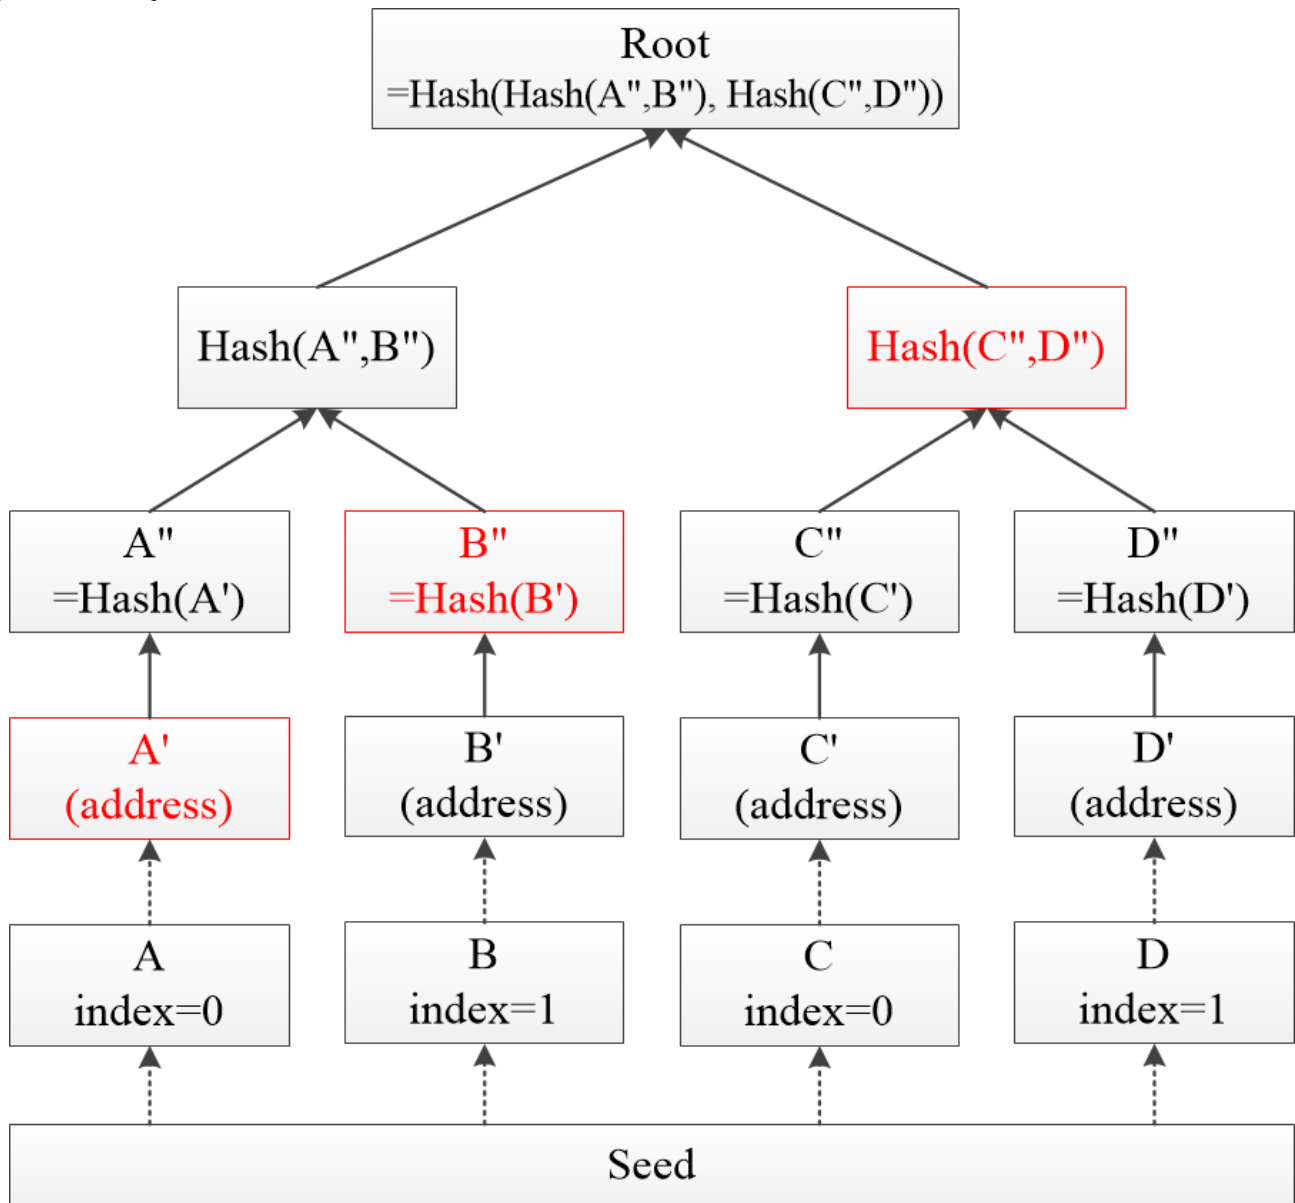 Root
=Hash(Hash(A",B"), Hash(C",D"))
Hash(A",B")
Hash(C",D")
A"
=Hash(A')
B"
=Hash(B')
C"
=Hash(C')
D"
=Hash(D')
A'
(address)
B'
(address)
C'
(address)
D'
(address)
A
index=0
B
index=1
C
index=0
D
index=1
Seed